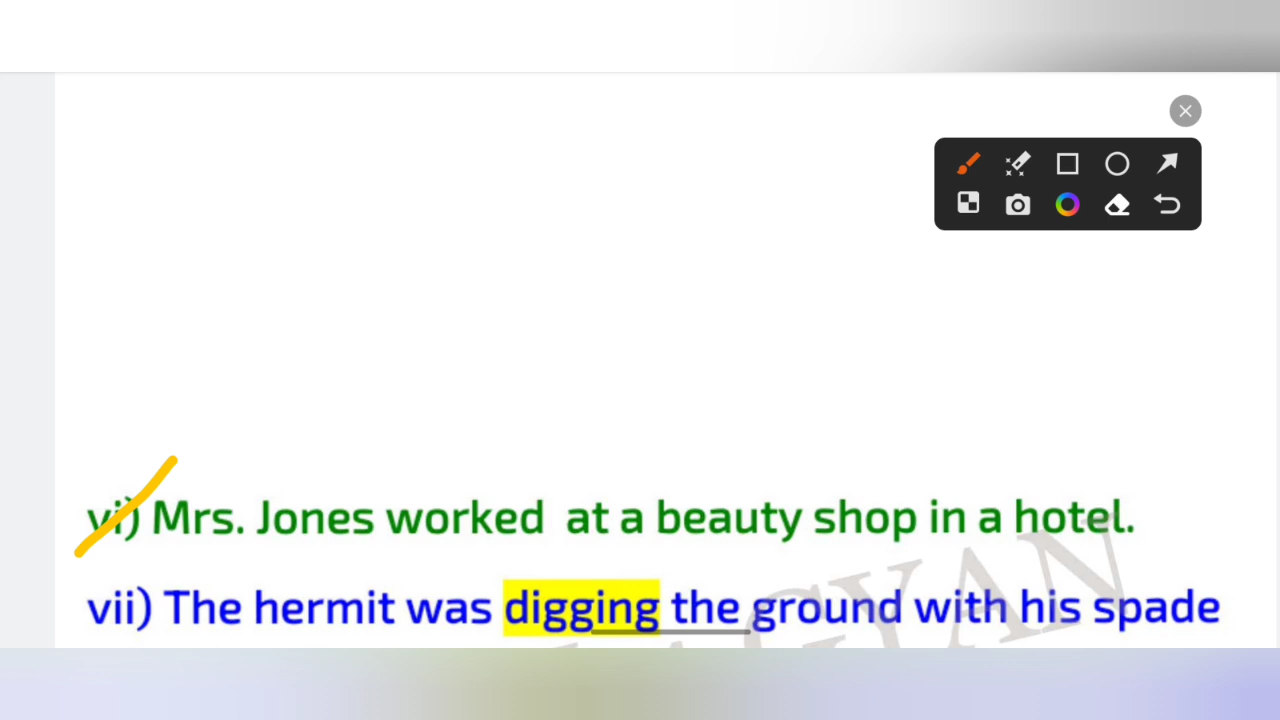 vi) Mrs. Jones worked at a beauty shop in a hotel.
vii) The hermit was digging the ground with his spade
GYAN